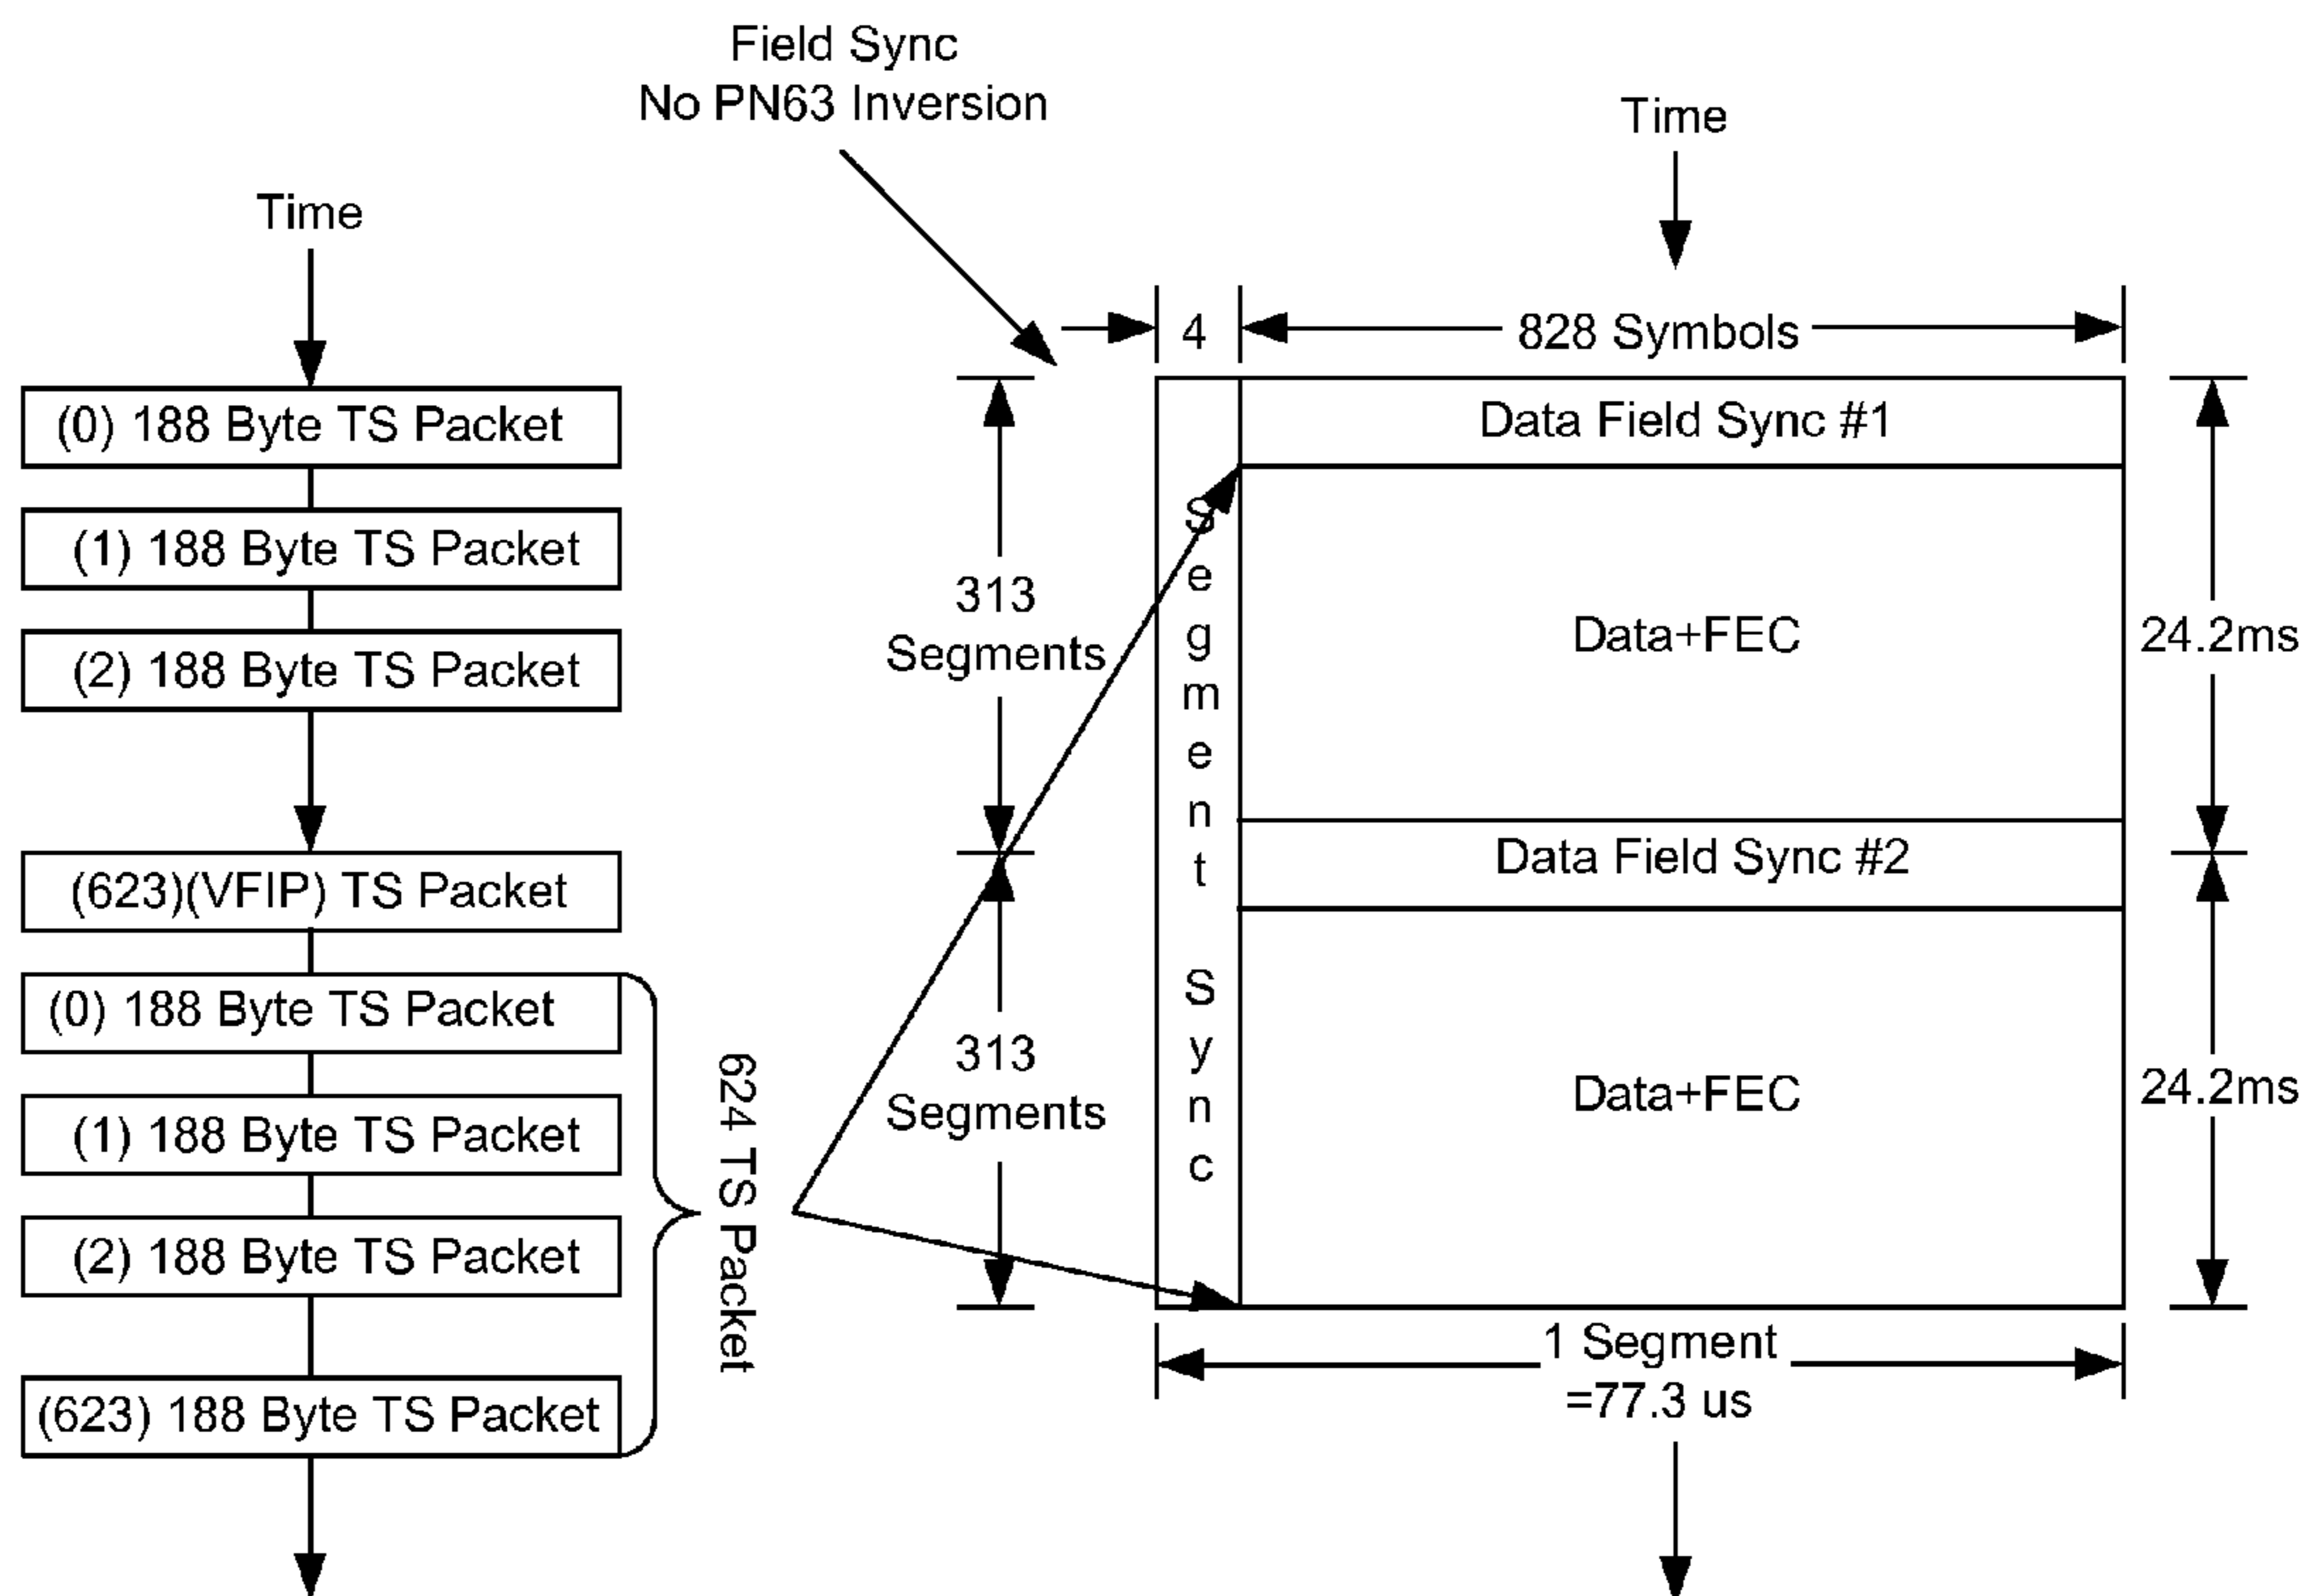 Field Sync
No PN63 Inversion
Time
Time
4
828 Symbols
(0) 188 Byte TS Packet
(1) 188 Byte TS Packet
(2) 188 Byte TS Packet
(623)(VFIP) TS Packet
(0) 188 Byte TS Packet
(1) 188 Byte TS Packet
(2) 188 Byte TS Packet
(623) 188 Byte TS Packet
624 TS Packet
313
Segments
313
Segments
Segment Sync
Data Field Sync #1
Data+FEC
Data Field Sync #2
Data+FEC
24.2ms
24.2ms
1 Segment
=77.3 us